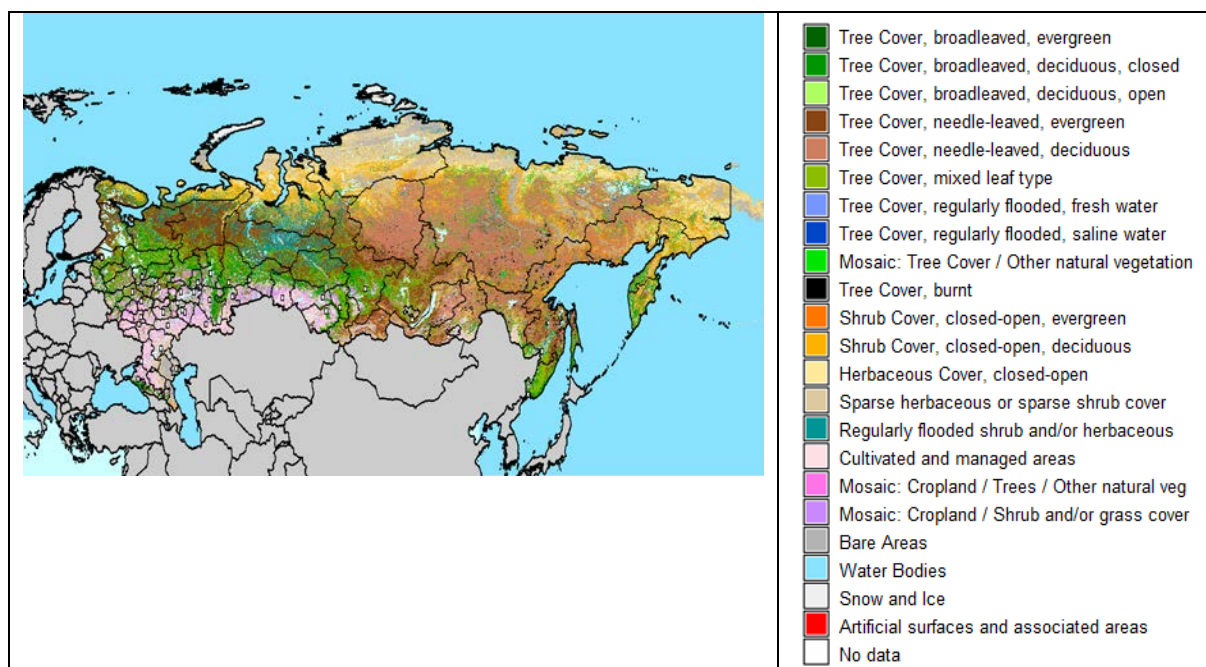 Tree Cover, broadleaved, evergreen
Tree Cover, broadleaved, deciduous, closed
Tree Cover, broadleaved, deciduous, open
Tree Cover, needle-leaved, evergreen
Tree Cover, needle-leaved, deciduous
Tree Cover, mixed leaf type
Tree Cover, regularly flooded, fresh water
Tree Cover, regularly flooded, saline water
Mosaic: Tree Cover / Other natural vegetation
Tree Cover, burnt
Shrub Cover, closed-open, evergreen
Shrub Cover, closed-open, deciduous
Herbaceous Cover, closed-open
Sparse herbaceous or sparse shrub cover
Regularly flooded shrub and/or herbaceous
Cultivated and managed areas
Mosaic: Cropland / Trees / Other natural veg
Mosaic: Cropland / Shrub and/or grass cover
Bare Areas
Water Bodies
Snow and Ice
Artificial surfaces and associated areas
No data